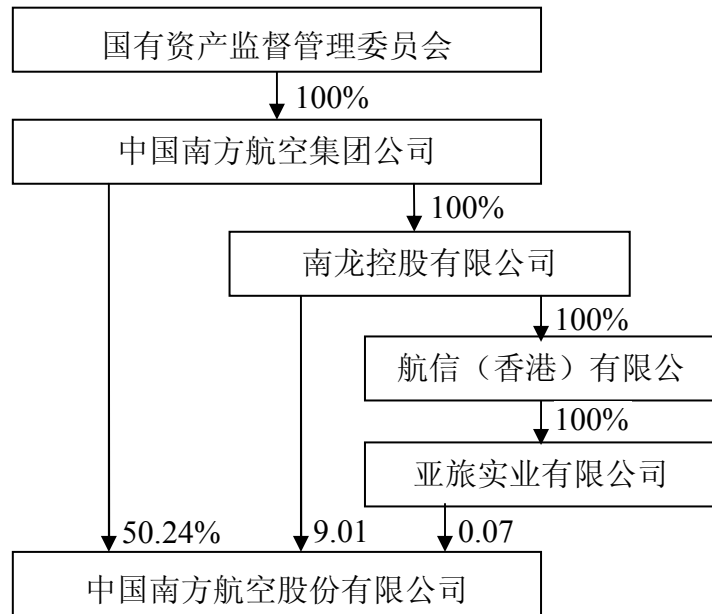 国有资产监督管理委员会
100%
中国南方航空集团公司
100%
南龙控股有限公司
100%
航信（香港）有限公
100%
亚旅实业有限公司
50.24%
9.01
0.07
中国南方航空股份有限公司